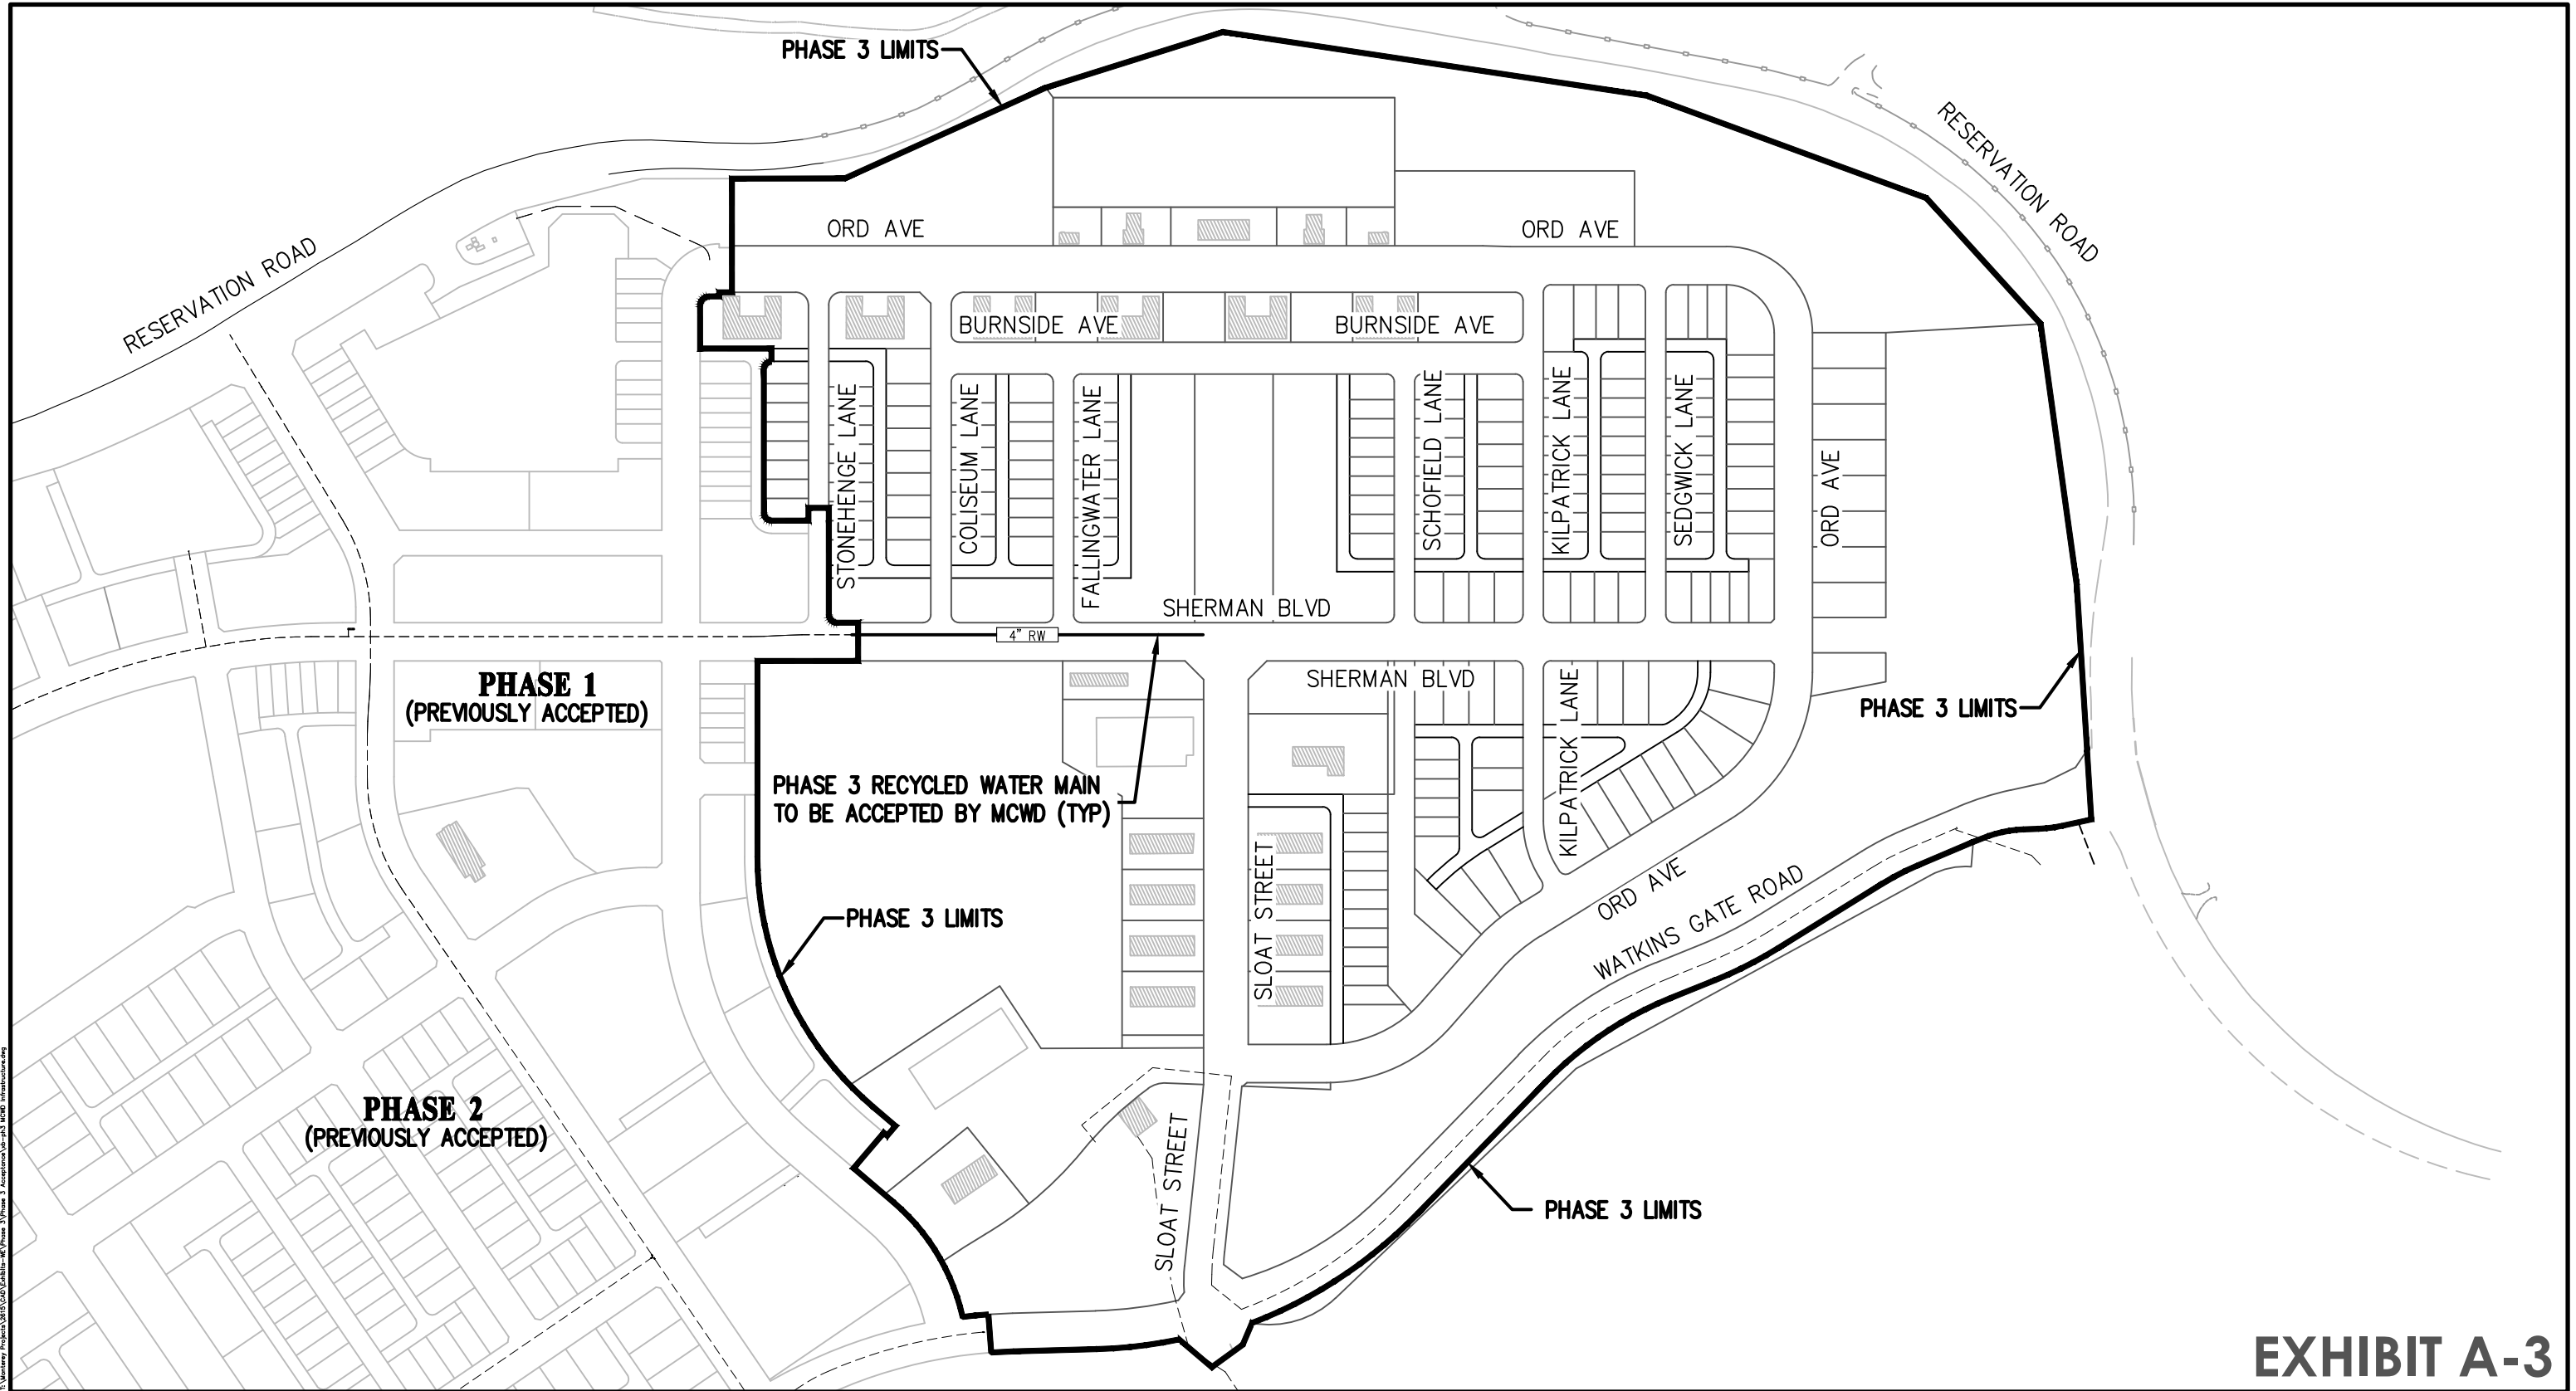 PHASE 3 LIMITS
RESERVATION ROAD
ORD AVE
ORD AVE
RESERVATION ROAD
BURNSIDE AVE
BURNSIDE AVE
STONEHENGE LANE
COLISEUM LANE
FALLINGWATER LANE
SCHOFIELD LANE
KILPATRICK LANE
SEDGWICK LANE
ORD AVE
SHERMAN BLVD
4" RW
SHERMAN BLVD
PHASE 1
(PREVIOUSLY ACCEPTED)
KILPATRICK LANE
PHASE 3 LIMITS
PHASE 3 RECYCLED WATER MAIN
TO BE ACCEPTED BY MCWD (TYP)
SLOAT STREET
ORD AVE
WATKINS GATE ROAD
PHASE 3 LIMITS
PHASE 2
(PREVIOUSLY ACCEPTED)
SLOAT STREET
PHASE 3 LIMITS
EXHIBIT A-3